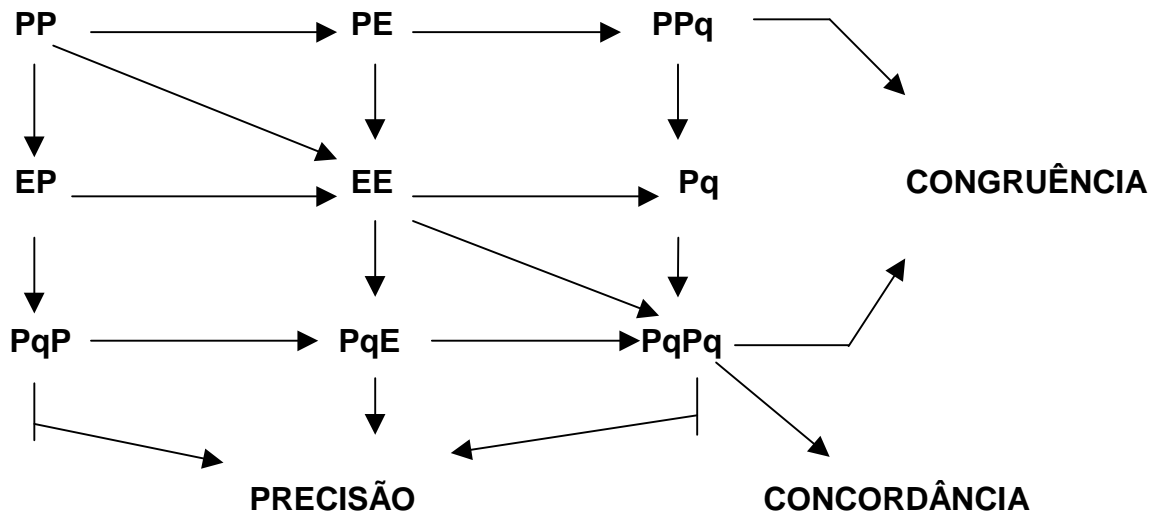 PP PE PPq
EP EE Pq CONGRUÊNCIA
PqP PqE PqPq
PRECISÃO CONCORDÂNCIA